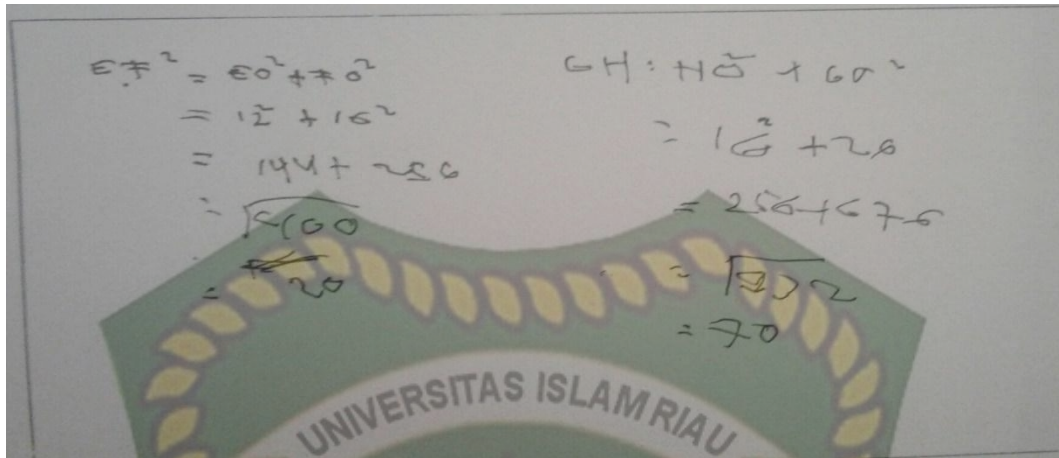 EF² = EO² + FO²
= 12² + 16²
= 144 + 256
= √400
= 20
GH : HO² + GO²
= 16² + 26
= 256 + 676
= √932
= 70
UNIVERSITAS ISLAM RIAU